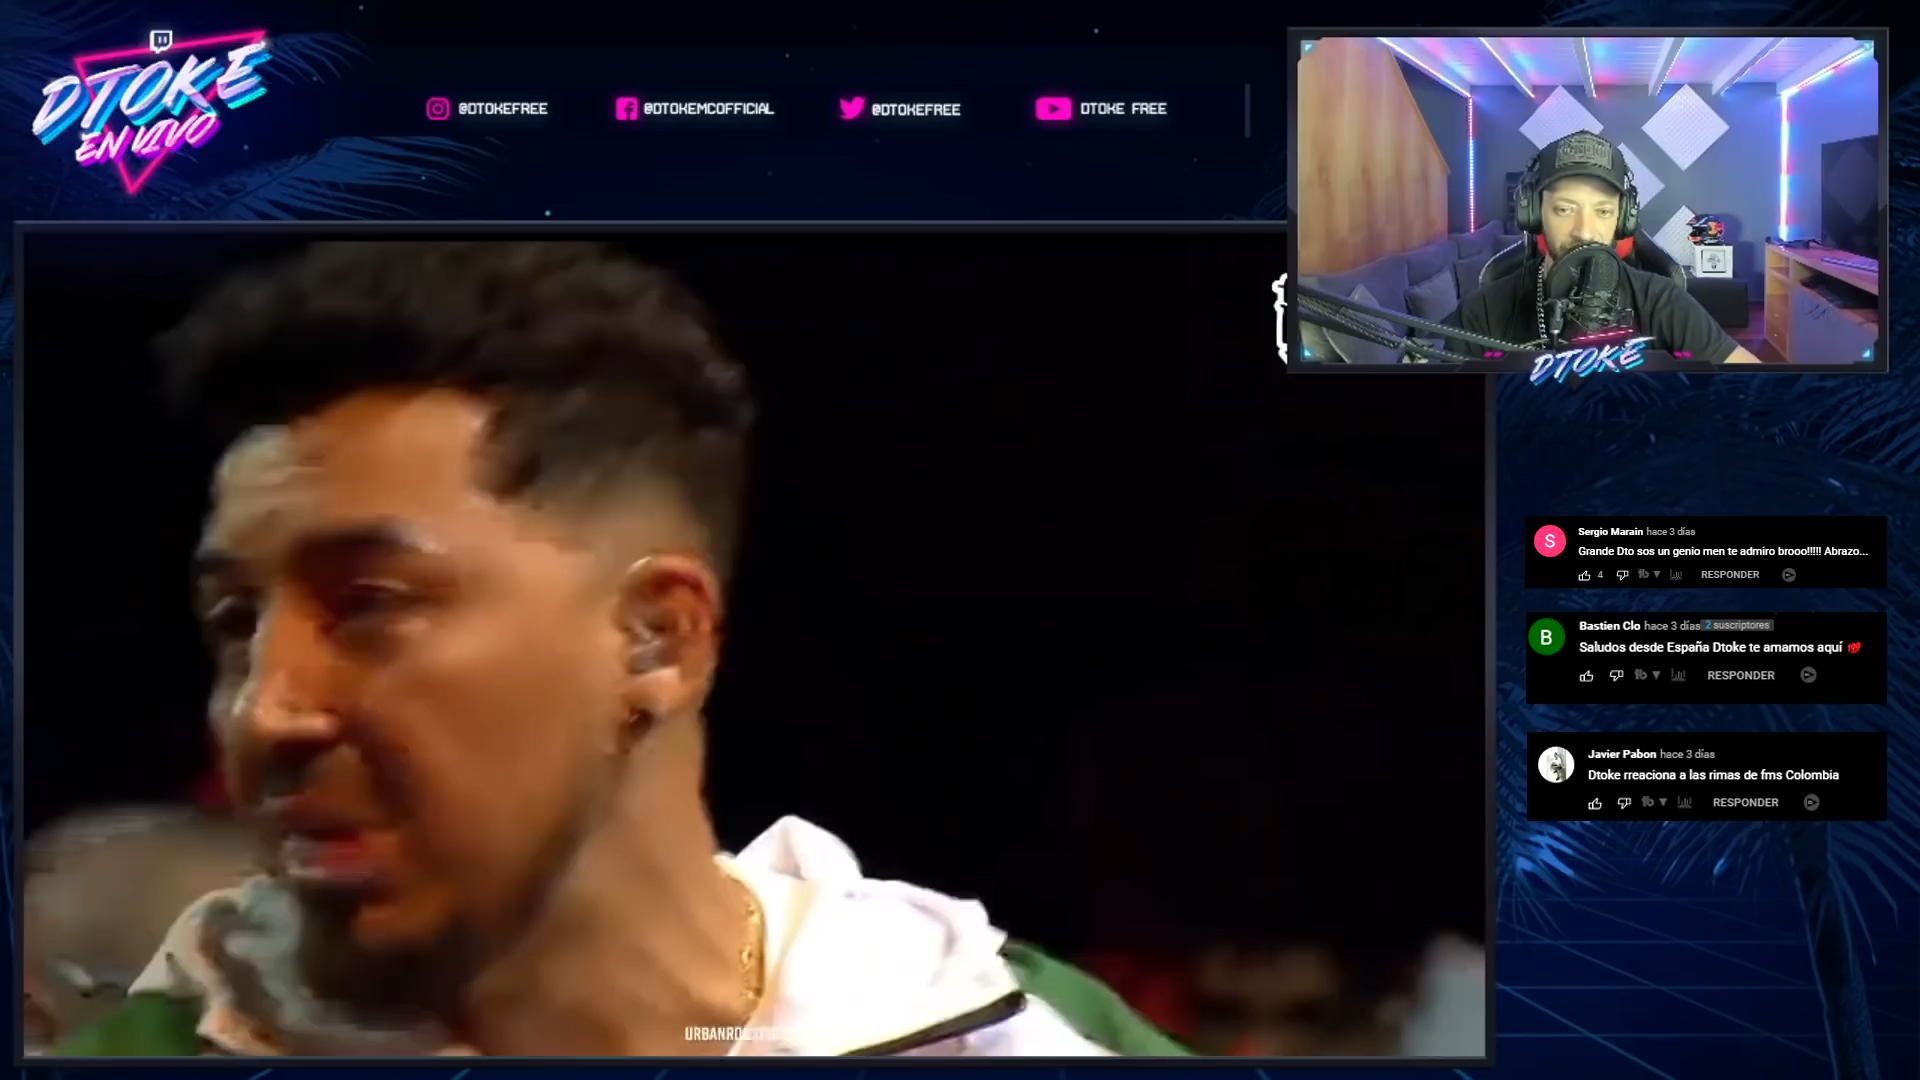 DTOKE
EN VIVO
@DTOKEFREE
@DTOKEMCOFFICIAL
@DTOKEFREE
DTOKE FREE
DTOKE
Sergio Marain hace 3 días
Grande Dto sos un genio men te admiro brooo!!!!! Abrazo...
4 RESPONDER
Bastien Clo hace 3 días 2 suscriptores
Saludos desde España Dtoke te amamos aquí 💯
RESPONDER
Javier Pabon hace 3 días
Dtoke rreaciona a las rimas de fms Colombia
RESPONDER